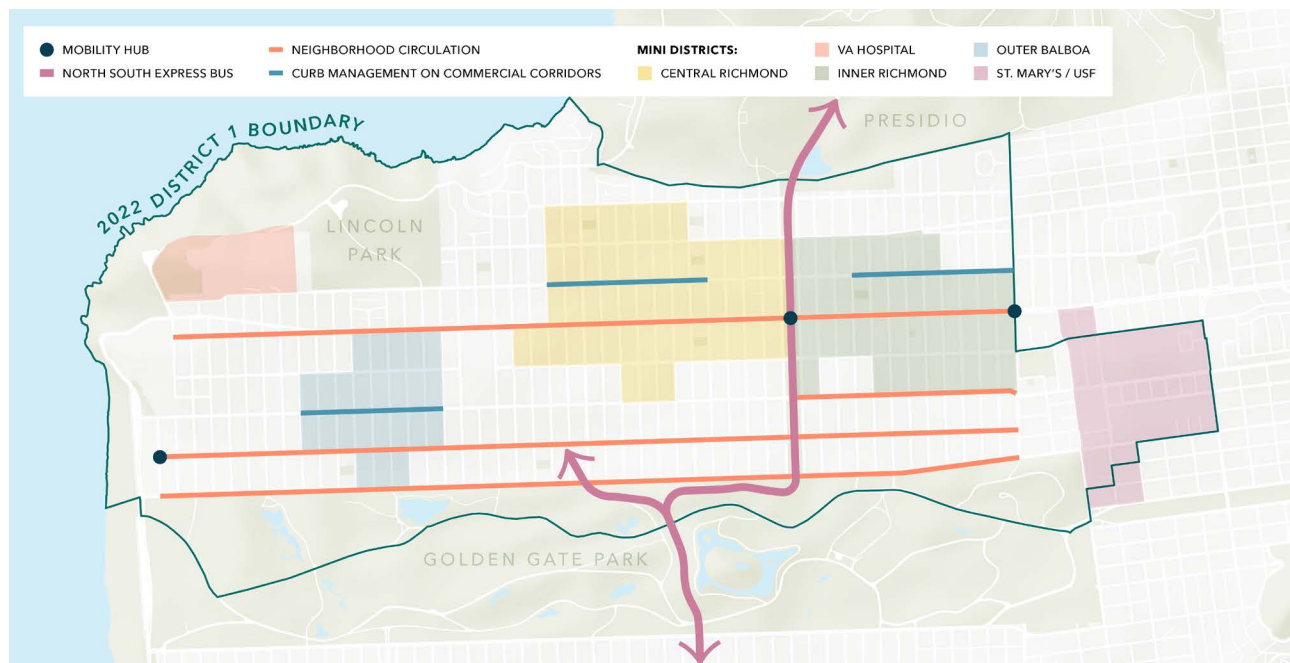 MOBILITY HUB
NORTH SOUTH EXPRESS BUS
NEIGHBORHOOD CIRCULATION
CURB MANAGEMENT ON COMMERCIAL CORRIDORS
MINI DISTRICTS:
CENTRAL RICHMOND
VA HOSPITAL
INNER RICHMOND
OUTER BALBOA
ST. MARY'S / USF
2022 DISTRICT 1 BOUNDARY
PRESIDIO
LINCOLN
PARK
GOLDEN GATE PARK